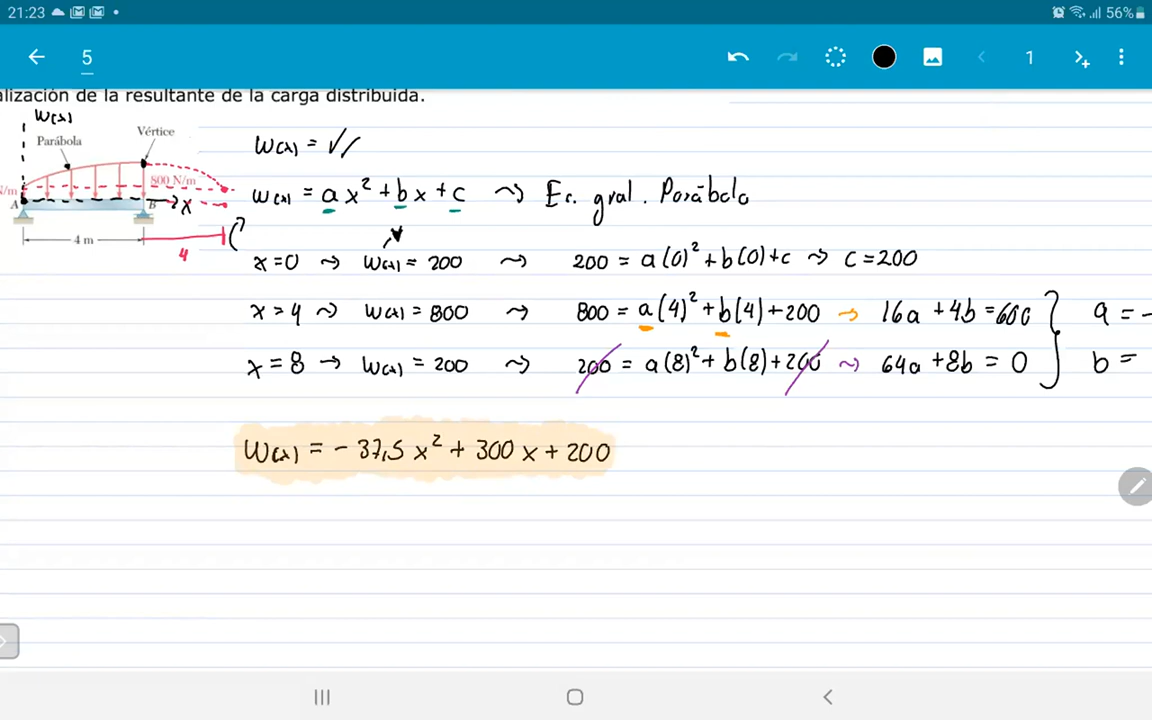 21:23 56%
5 1
alización de la resultante de la carga distribuida.
W(x)
Parábola
Vértice
800 N/m
N/m
A
B
x
4 m
4
W(x) = √//
W(x) = a x² + b x + c ⤳ Ec. gral. Parábola
x = 0 ⤳ W(x) = 200 ⤳ 200 = a(0)² + b(0) + c ⤳ c = 200
x = 4 ⤳ W(x) = 800 ⤳ 800 = a(4)² + b(4) + 200 → 16a + 4b = 600 } a = -
x = 8 → W(x) = 200 ⤳ 200 = a(8)² + b(8) + 200 ⤳ 64a + 8b = 0 } b =
W(x) = - 37,5 x² + 300 x + 200